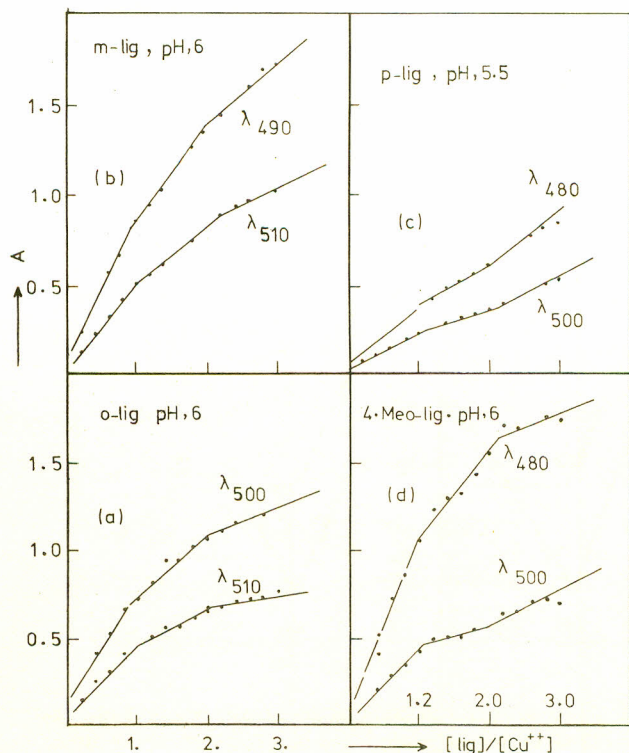 m-lig, pH,6
p-lig, pH,5.5
1.5
λ490
(b)
1.0
λ480
(c)
λ510
A
0.5
λ500
o-lig pH,6
4.Meo-lig. pH,6
1.5
λ500
λ480
(a)
(d)
1.0
λ510
λ500
0.5
1. 2. 3.
1.2 2.0 3.0
[lig]/[Cu++]